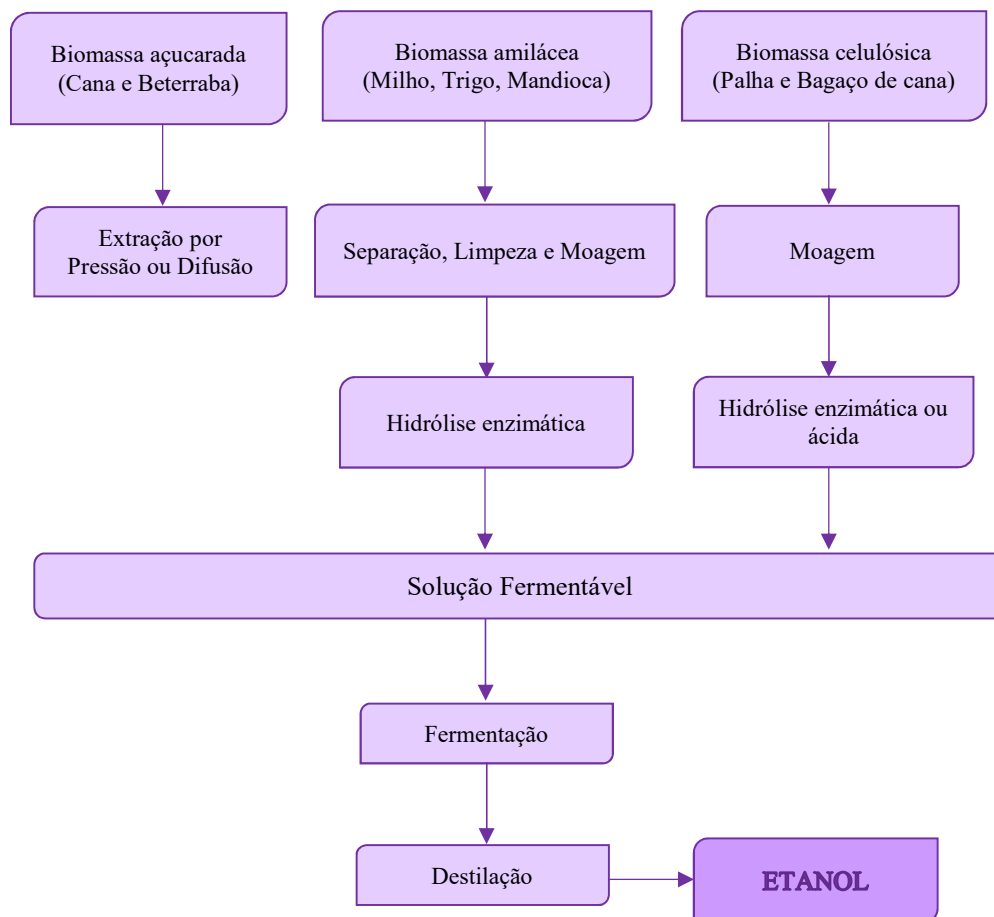 Biomassa açucarada
(Cana e Beterraba)
Biomassa amilácea
(Milho, Trigo, Mandioca)
Biomassa celulósica
(Palha e Bagaço de cana)
Extração por
Pressão ou Difusão
Separação, Limpeza e Moagem
Moagem
Hidrólise enzimática
Hidrólise enzimática ou
ácida
Solução Fermentável
Fermentação
Destilação
ETANOL